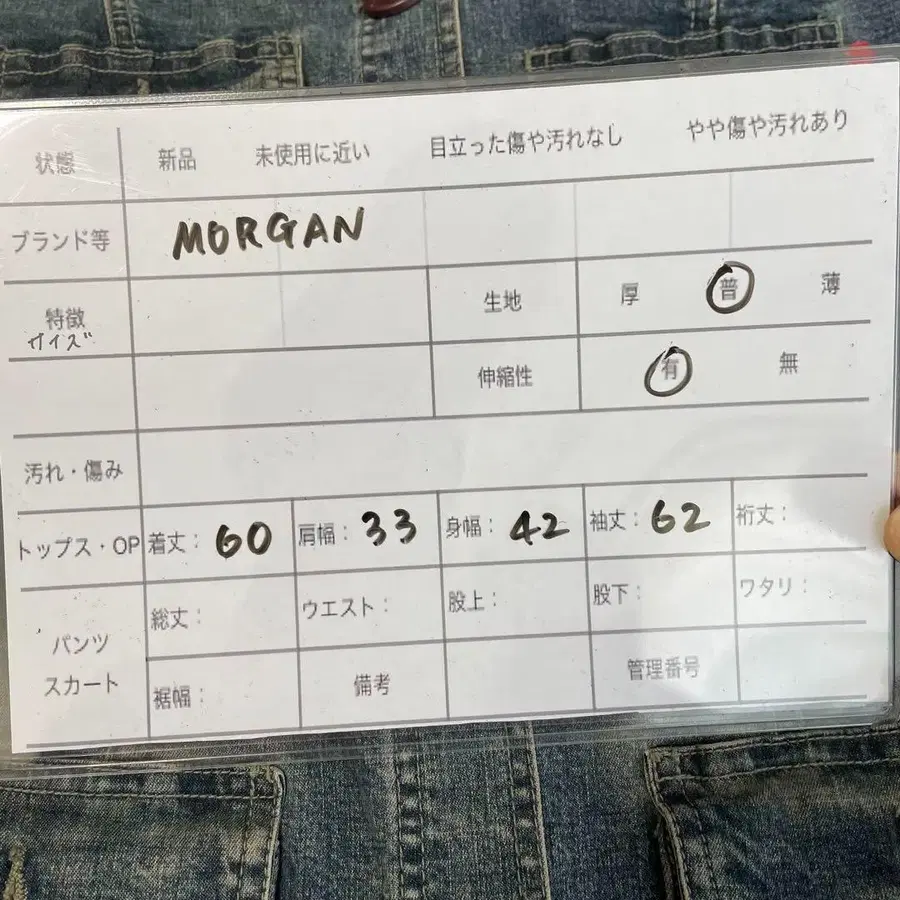 状態 新品 未使用に近い 目立った傷や汚れなし やや傷や汚れあり
ブランド等 MORGAN
特徴 生地 厚 普 薄
サイズ
伸縮性 有 無
汚れ・傷み
トップス・OP 着丈: 60 肩幅: 33 身幅: 42 袖丈: 62 裄丈:
パンツ 総丈: ウエスト: 股上: 股下: ワタリ:
スカート 裾幅: 備考 管理番号